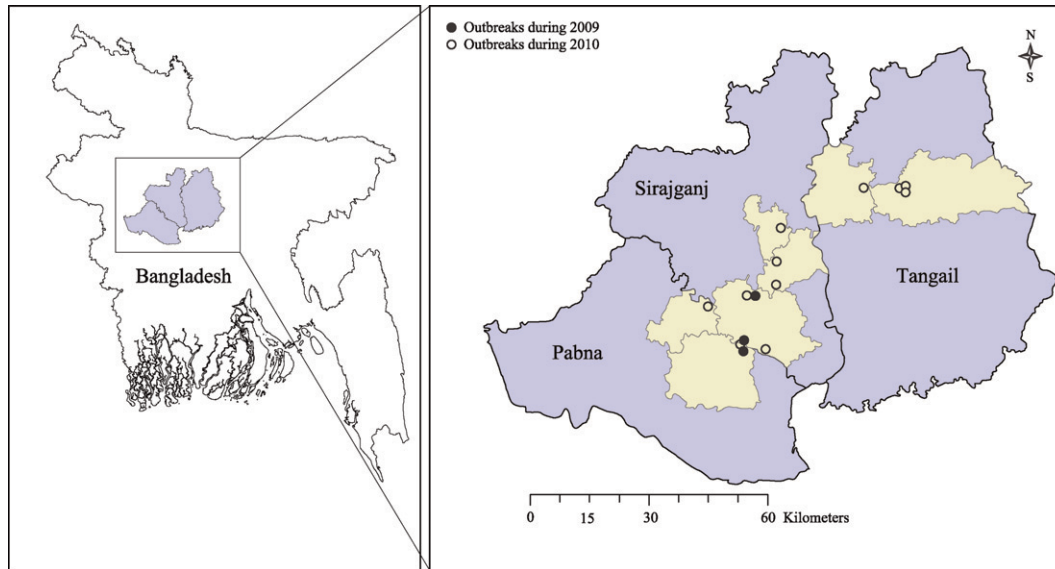 Outbreaks during 2009
Outbreaks during 2010
N
S
Sirajganj
Bangladesh
Tangail
Pabna
0 15 30 60 Kilometers